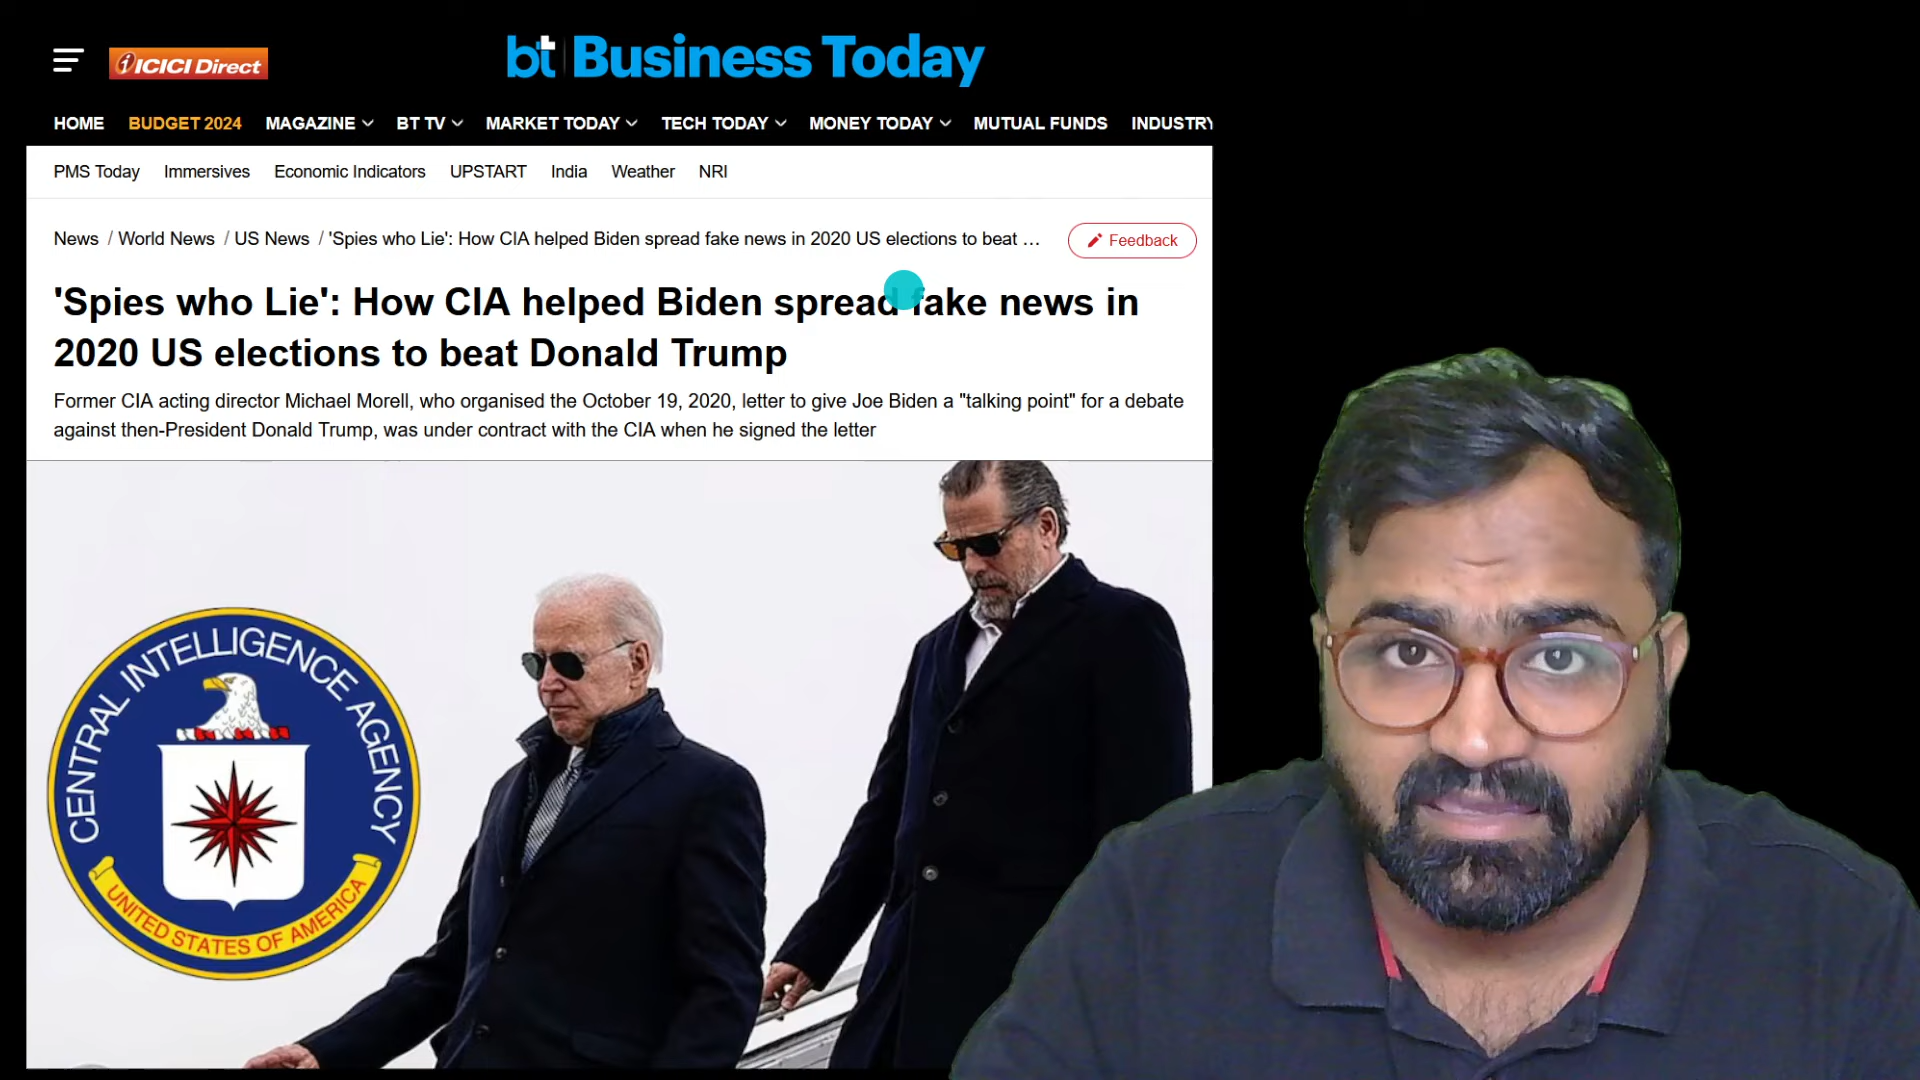 ICICI Direct
bt Business Today
HOME BUDGET 2024 MAGAZINE BT TV MARKET TODAY TECH TODAY MONEY TODAY MUTUAL FUNDS INDUSTRY
PMS Today Immersives Economic Indicators UPSTART India Weather NRI
News / World News / US News / 'Spies who Lie': How CIA helped Biden spread fake news in 2020 US elections to beat ...
Feedback
'Spies who Lie': How CIA helped Biden spread fake news in
2020 US elections to beat Donald Trump
Former CIA acting director Michael Morell, who organised the October 19, 2020, letter to give Joe Biden a "talking point" for a debate
against then-President Donald Trump, was under contract with the CIA when he signed the letter
CENTRAL INTELLIGENCE AGENCY
UNITED STATES OF AMERICA